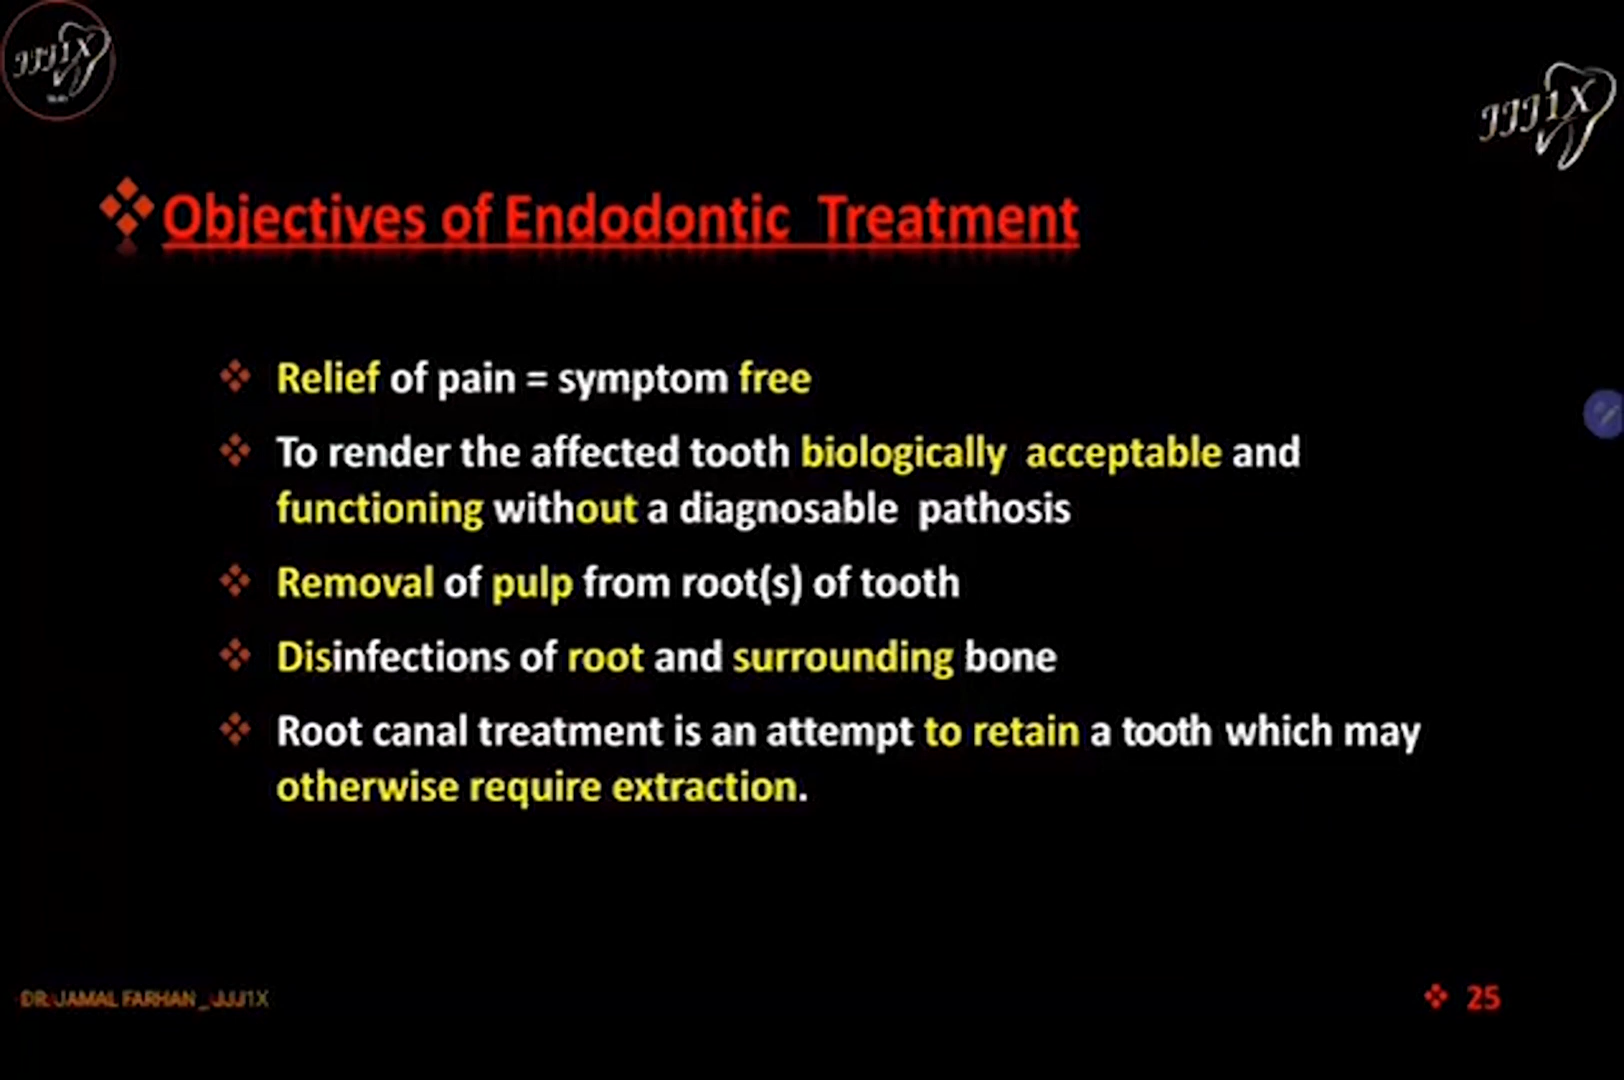 JJJ1X
JJJ1X
Objectives of Endodontic Treatment
Relief of pain = symptom free
To render the affected tooth biologically acceptable and
functioning without a diagnosable pathosis
Removal of pulp from root(s) of tooth
Disinfections of root and surrounding bone
Root canal treatment is an attempt to retain a tooth which may
otherwise require extraction.
DR.JAMAL FARHAN _JJJ1X
25